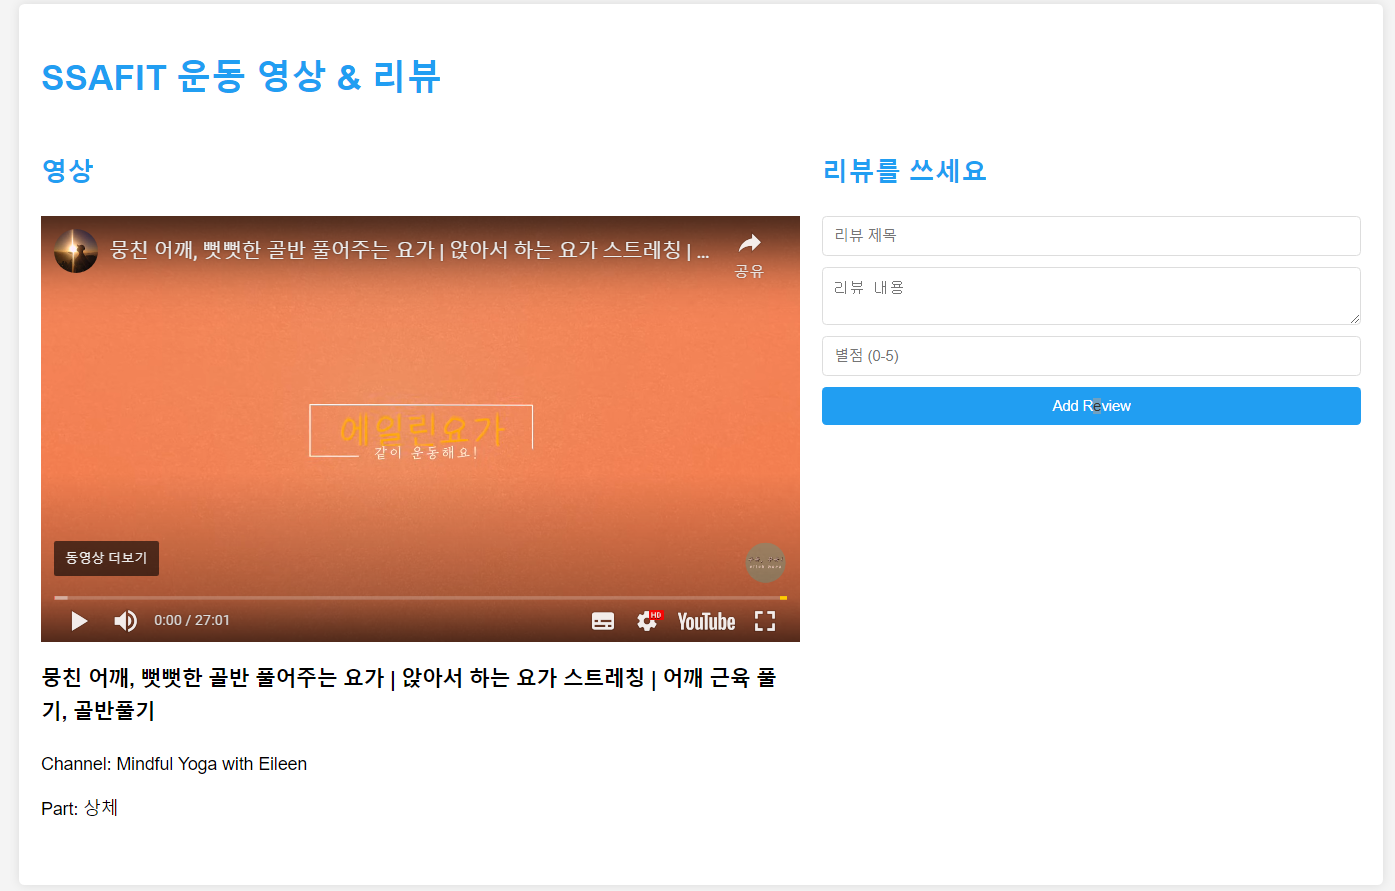 SSAFIT 운동 영상 & 리뷰
영상
뭉친 어깨, 뻣뻣한 골반 풀어주는 요가 | 앉아서 하는 요가 스트레칭 | ...
공유
에일린요가
같이 운동해요!
동영상 더보기
0:00 / 27:01
HD
YouTube
뭉친 어깨, 뻣뻣한 골반 풀어주는 요가 | 앉아서 하는 요가 스트레칭 | 어깨 근육 풀
기, 골반풀기
Channel: Mindful Yoga with Eileen
Part: 상체
리뷰를 쓰세요
리뷰 제목
리뷰 내용
별점 (0-5)
Add Review